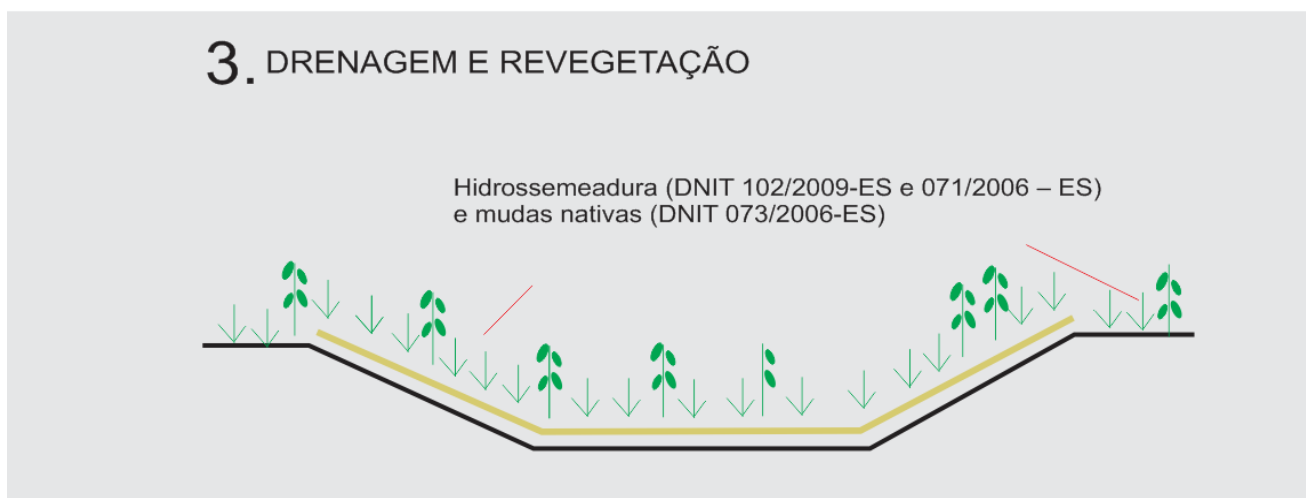 3. DRENAGEM E REVEGETAÇÃO
Hidrossemeadura (DNIT 102/2009-ES e 071/2006 – ES)
e mudas nativas (DNIT 073/2006-ES)